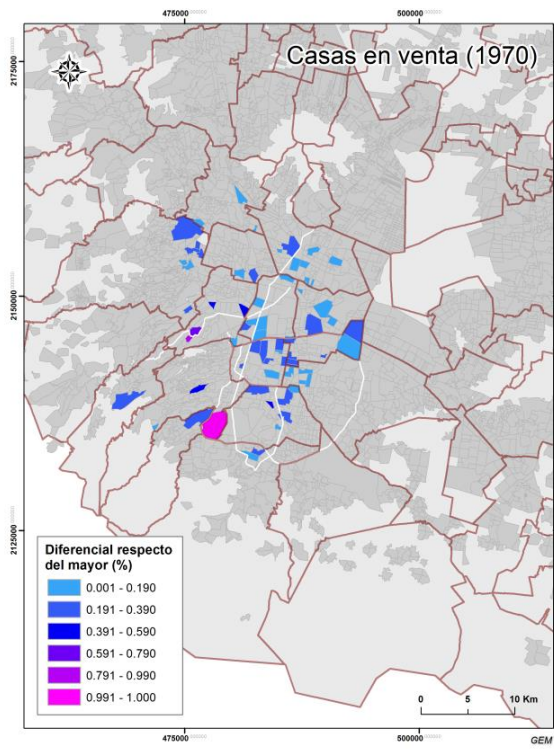 475000
500000
Casas en venta (1970)
2175000
2150000
2125000
Diferencial respecto
del mayor (%)
0.001 - 0.190
0.191 - 0.390
0.391 - 0.590
0.591 - 0.790
0.791 - 0.990
0.991 - 1.000
0 5 10 Km
475000
500000
GEM